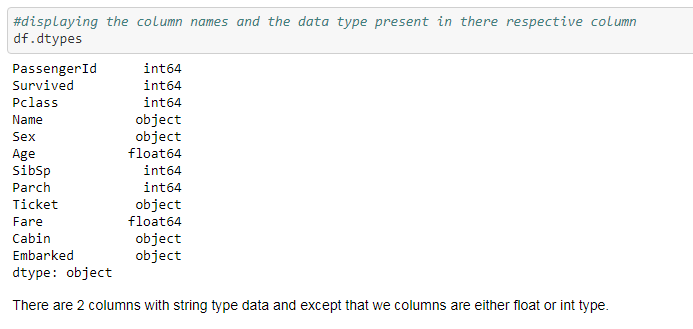 #displaying the column names and the data type present in there respective column
df.dtypes
PassengerId int64
Survived int64
Pclass int64
Name object
Sex object
Age float64
SibSp int64
Parch int64
Ticket object
Fare float64
Cabin object
Embarked object
dtype: object
There are 2 columns with string type data and except that we columns are either float or int type.